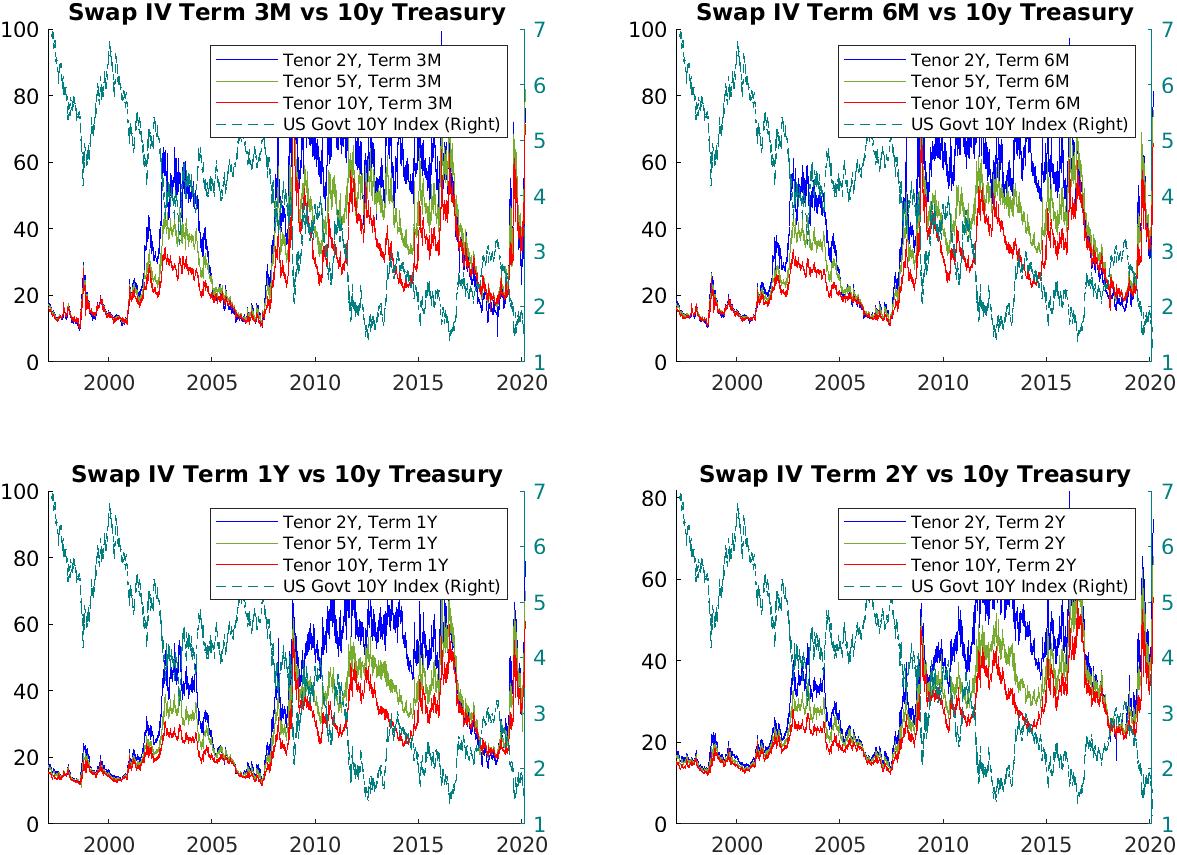 Swap IV Term 3M vs 10y Treasury
100
80
60
40
20
0
7
6
5
4
3
2
1
2000 2005 2010 2015 2020
Tenor 2Y, Term 3M
Tenor 5Y, Term 3M
Tenor 10Y, Term 3M
US Govt 10Y Index (Right)
Swap IV Term 6M vs 10y Treasury
100
80
60
40
20
0
7
6
5
4
3
2
1
2000 2005 2010 2015 2020
Tenor 2Y, Term 6M
Tenor 5Y, Term 6M
Tenor 10Y, Term 6M
US Govt 10Y Index (Right)
Swap IV Term 1Y vs 10y Treasury
100
80
60
40
20
0
7
6
5
4
3
2
1
2000 2005 2010 2015 2020
Tenor 2Y, Term 1Y
Tenor 5Y, Term 1Y
Tenor 10Y, Term 1Y
US Govt 10Y Index (Right)
Swap IV Term 2Y vs 10y Treasury
80
60
40
20
0
7
6
5
4
3
2
1
2000 2005 2010 2015 2020
Tenor 2Y, Term 2Y
Tenor 5Y, Term 2Y
Tenor 10Y, Term 2Y
US Govt 10Y Index (Right)